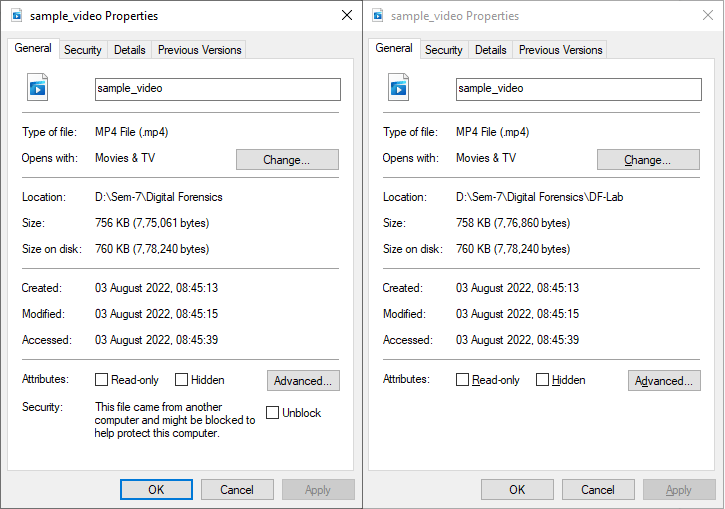 sample_video Properties
General Security Details Previous Versions
sample_video
Type of file: MP4 File (.mp4)
Opens with: Movies & TV Change...
Location: D:\Sem-7\Digital Forensics
Size: 756 KB (7,75,061 bytes)
Size on disk: 760 KB (7,78,240 bytes)
Created: 03 August 2022, 08:45:13
Modified: 03 August 2022, 08:45:15
Accessed: 03 August 2022, 08:45:39
Attributes: Read-only Hidden Advanced...
Security: This file came from another
computer and might be blocked to
help protect this computer.
Unblock
OK Cancel Apply
sample_video Properties
General Security Details Previous Versions
sample_video
Type of file: MP4 File (.mp4)
Opens with: Movies & TV Change...
Location: D:\Sem-7\Digital Forensics\DF-Lab
Size: 758 KB (7,76,860 bytes)
Size on disk: 760 KB (7,78,240 bytes)
Created: 03 August 2022, 08:45:13
Modified: 03 August 2022, 08:45:15
Accessed: 03 August 2022, 08:45:39
Attributes: Read-only Hidden Advanced...
OK Cancel Apply